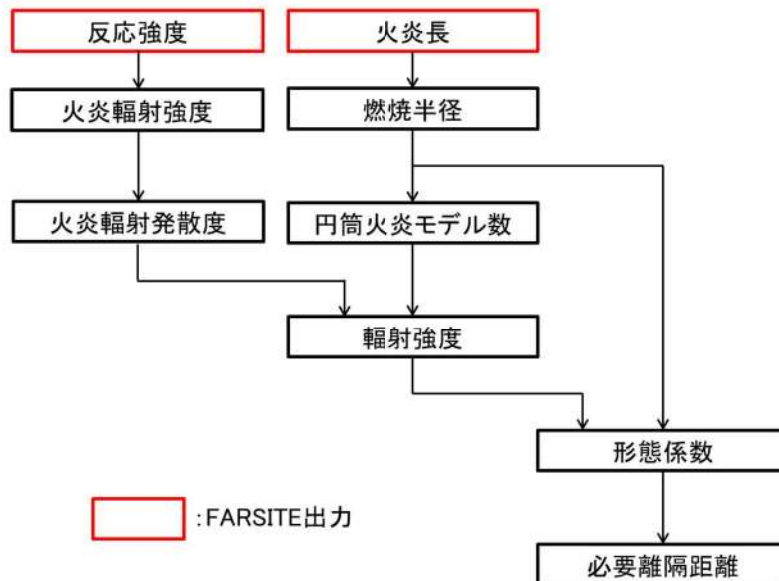 反応強度
火炎長
火炎輻射強度
燃焼半径
火炎輻射発散度
円筒火炎モデル数
輻射強度
形態係数
:FARSITE出力
必要離隔距離